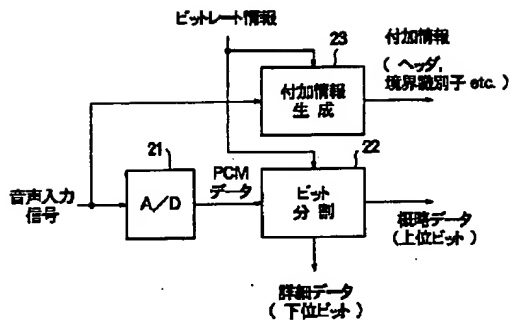 ビットレート情報
23
付加情報
(ヘッダ,
境界識別子 etc.)
付加情報
生成
21
PCM
データ
22
音声入力
信号
A/D
ビット
分割
概略データ
(上位ビット)
詳細データ
(下位ビット)